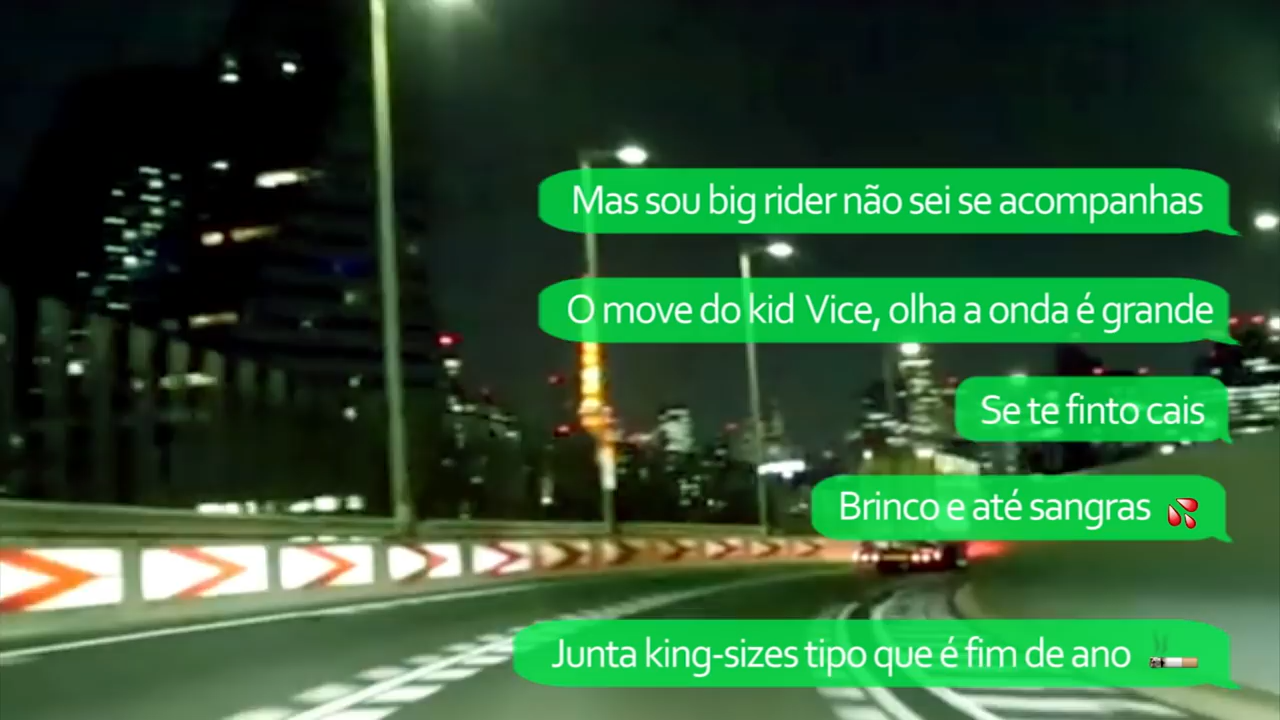 Mas sou big rider não sei se acompanhas
O move do kid Vice, olha a onda é grande
Se te finto cais
Brinco e até sangras
Junta king-sizes tipo que é fim de ano